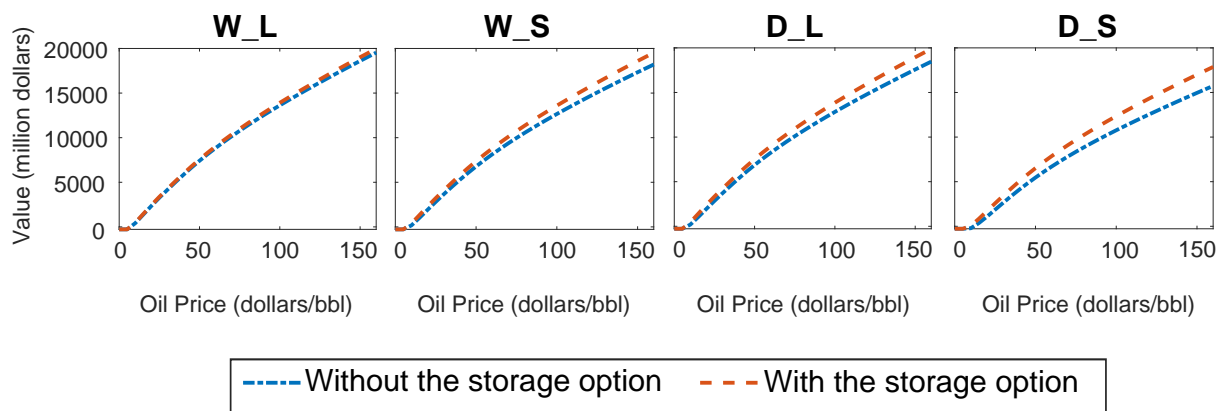 W_L W_S D_L D_S
Value (million dollars)
20000
15000
10000
5000
0
0 50 100 150 0 50 100 150 0 50 100 150 0 50 100 150
Oil Price (dollars/bbl) Oil Price (dollars/bbl) Oil Price (dollars/bbl) Oil Price (dollars/bbl)
Without the storage option With the storage option